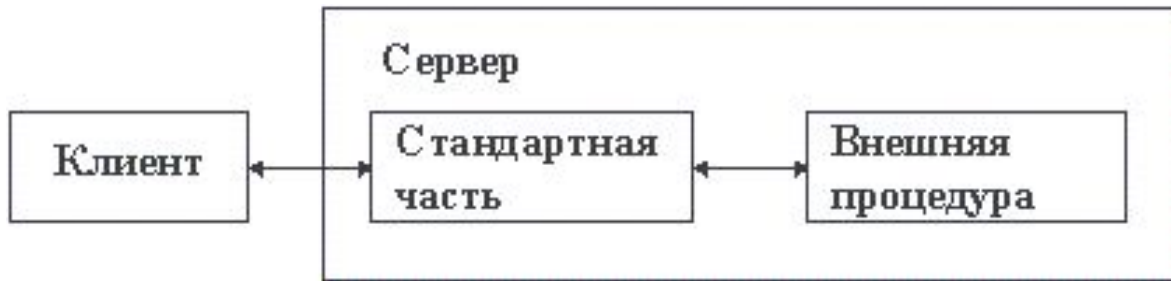 Сервер
Клиент
Стандартная
часть
Внешняя
процедура